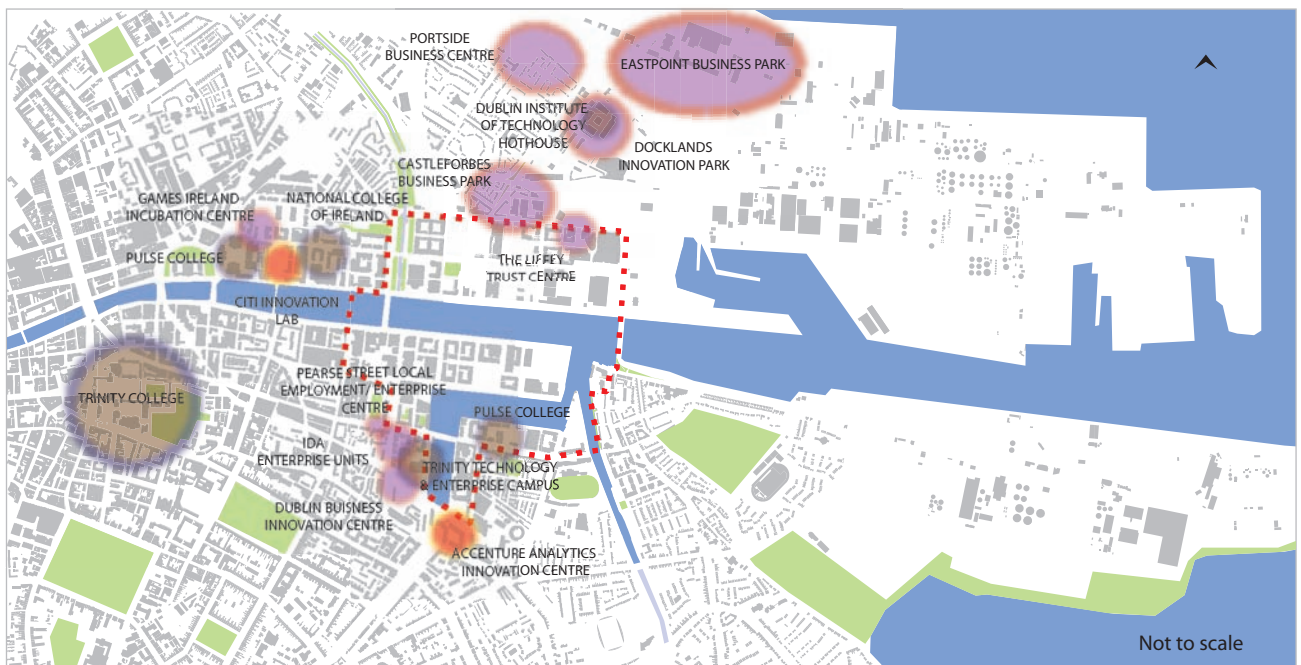 PORTSIDE
BUSINESS CENTRE
EASTPOINT BUSINESS PARK
DUBLIN INSTITUTE
OF TECHNOLOGY
HOTHOUSE
DOCKLANDS
INNOVATION PARK
CASTLEFORBES
BUSINESS PARK
GAMES IRELAND
INCUBATION CENTRE
NATIONAL COLLEGE
OF IRELAND
PULSE COLLEGE
THE LIFFEY
TRUST CENTRE
CITI INNOVATION
LAB
PEARSE STREET LOCAL
EMPLOYMENT/ ENTERPRISE
CENTRE
TRINITY COLLEGE
PULSE COLLEGE
IDA
ENTERPRISE UNITS
TRINITY TECHNOLOGY
& ENTERPRISE CAMPUS
DUBLIN BUISNESS
INNOVATION CENTRE
ACCENTURE ANALYTICS
INNOVATION CENTRE
Not to scale